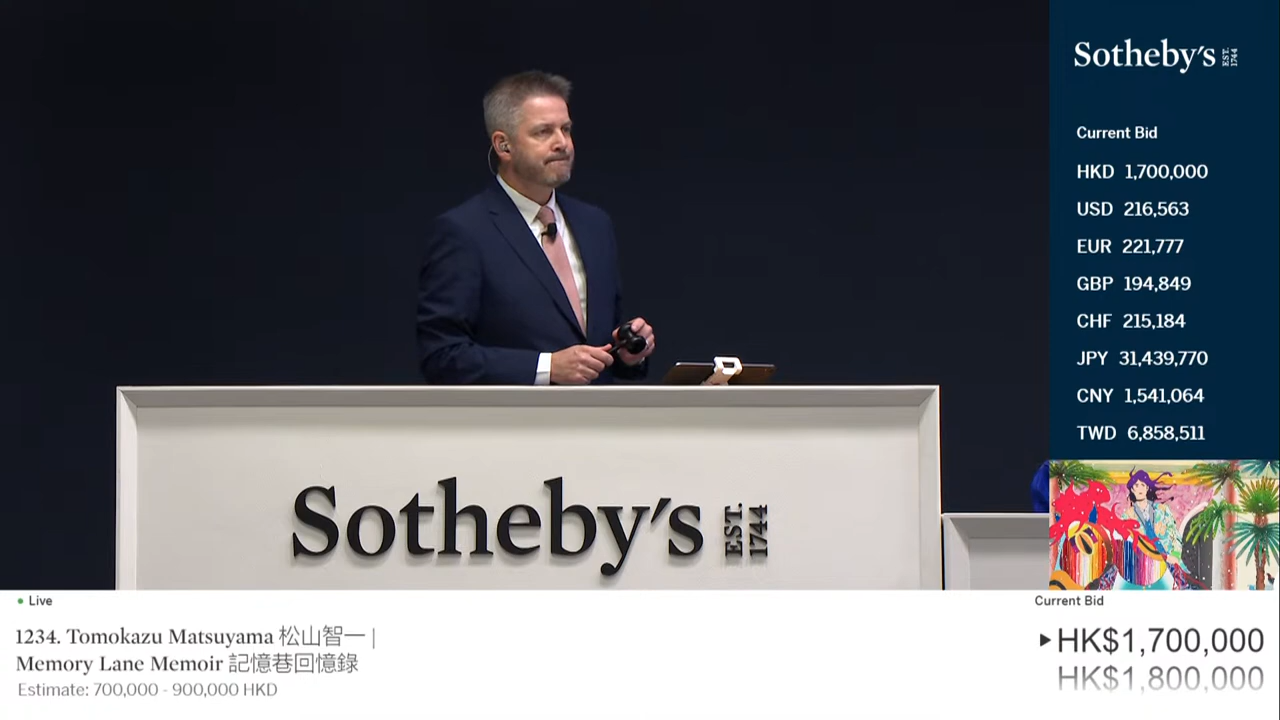 Sotheby's EST. 1744
Current Bid
HKD 1,700,000
USD 216,563
EUR 221,777
GBP 194,849
CHF 215,184
JPY 31,439,770
CNY 1,541,064
TWD 6,858,511
Sotheby's EST. 1744
Live
1234. Tomokazu Matsuyama 松山智一 |
Memory Lane Memoir 記憶巷回憶錄
Estimate: 700,000 - 900,000 HKD
Current Bid
HK$1,700,000
HK$1,800,000